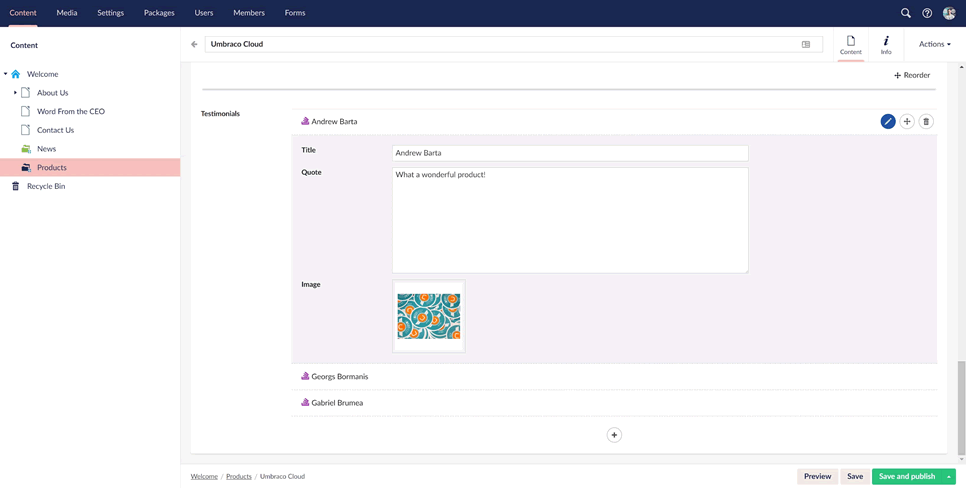 Content Media Settings Packages Users Members Forms
Content
Welcome
About Us
Word From the CEO
Contact Us
News
Products
Recycle Bin
Umbraco Cloud
Content
Info
Actions
Reorder
Testimonials
Andrew Barta
Title
Andrew Barta
Quote
What a wonderful product!
Image
Georgs Bormanis
Gabriel Brumea
Welcome / Products / Umbraco Cloud
Preview Save Save and publish